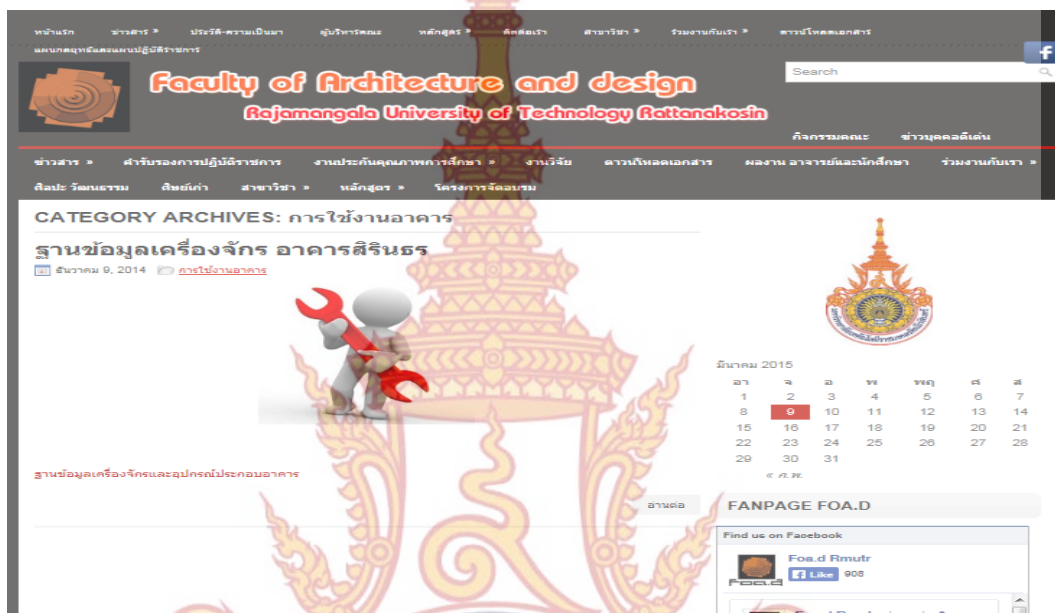 หน้าแรก ข่าวสาร » ประวัติ-ความเป็นมา ผู้บริหารคณะ หลักสูตร » ติดต่อเรา สาขาวิชา » ร่วมงานกับเรา » ดาวน์โหลดเอกสาร
แผนกลยุทธ์และแผนปฏิบัติราชการ
f
Search
Faculty of Architecture and design
Rajamangala University of Technology Rattanakosin
กิจกรรมคณะ ข่าวบุคคลดีเด่น
ข่าวสาร » คำรับรองการปฏิบัติราชการ งานประกันคุณภาพการศึกษา » งานวิจัย ดาวน์โหลดเอกสาร ผลงาน อาจารย์และนักศึกษา ร่วมงานกับเรา »
ศิลปะ วัฒนธรรม ศิษย์เก่า สาขาวิชา » หลักสูตร » โครงการจัดอบรม
CATEGORY ARCHIVES: การใช้งานอาคาร
ฐานข้อมูลเครื่องจักร อาคารสิรินธร
ธันวาคม 9, 2014 การใช้งานอาคาร
ฐานข้อมูลเครื่องจักรและอุปกรณ์ประกอบอาคาร
อ่านต่อ
มีนาคม 2015
อา จ อ พ พฤ ศ ส
1 2 3 4 5 6 7
8 9 10 11 12 13 14
15 16 17 18 19 20 21
22 23 24 25 26 27 28
29 30 31
« ก.พ.
FANPAGE FOA.D
Find us on Facebook
Foa.d Rmutr
Like 908
Foa.d